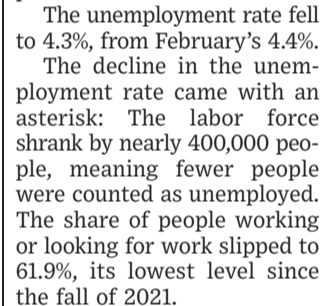 The unemployment rate fell
to 4.3%, from February’s 4.4%.
The decline in the unem-
ployment rate came with an
asterisk: The labor force
shrank by nearly 400,000 peo-
ple, meaning fewer people
were counted as unemployed.
The share of people working
or looking for work slipped to
61.9%, its lowest level since
the fall of 2021.